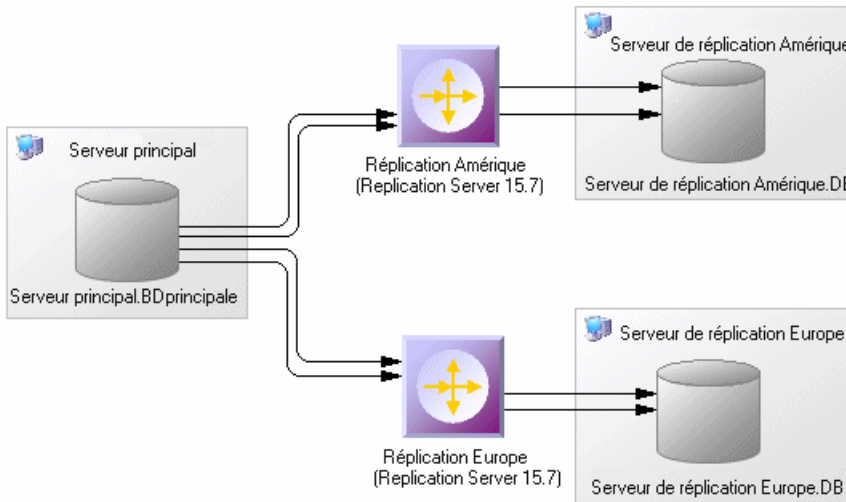 Serveur de réplication Amérique
Serveur principal
Réplication Amérique
(Replication Server 15.7)
Serveur de réplication Amérique.DB
Serveur principal.BDprincipale
Serveur de réplication Europe
Réplication Europe
(Replication Server 15.7)
Serveur de réplication Europe.DB